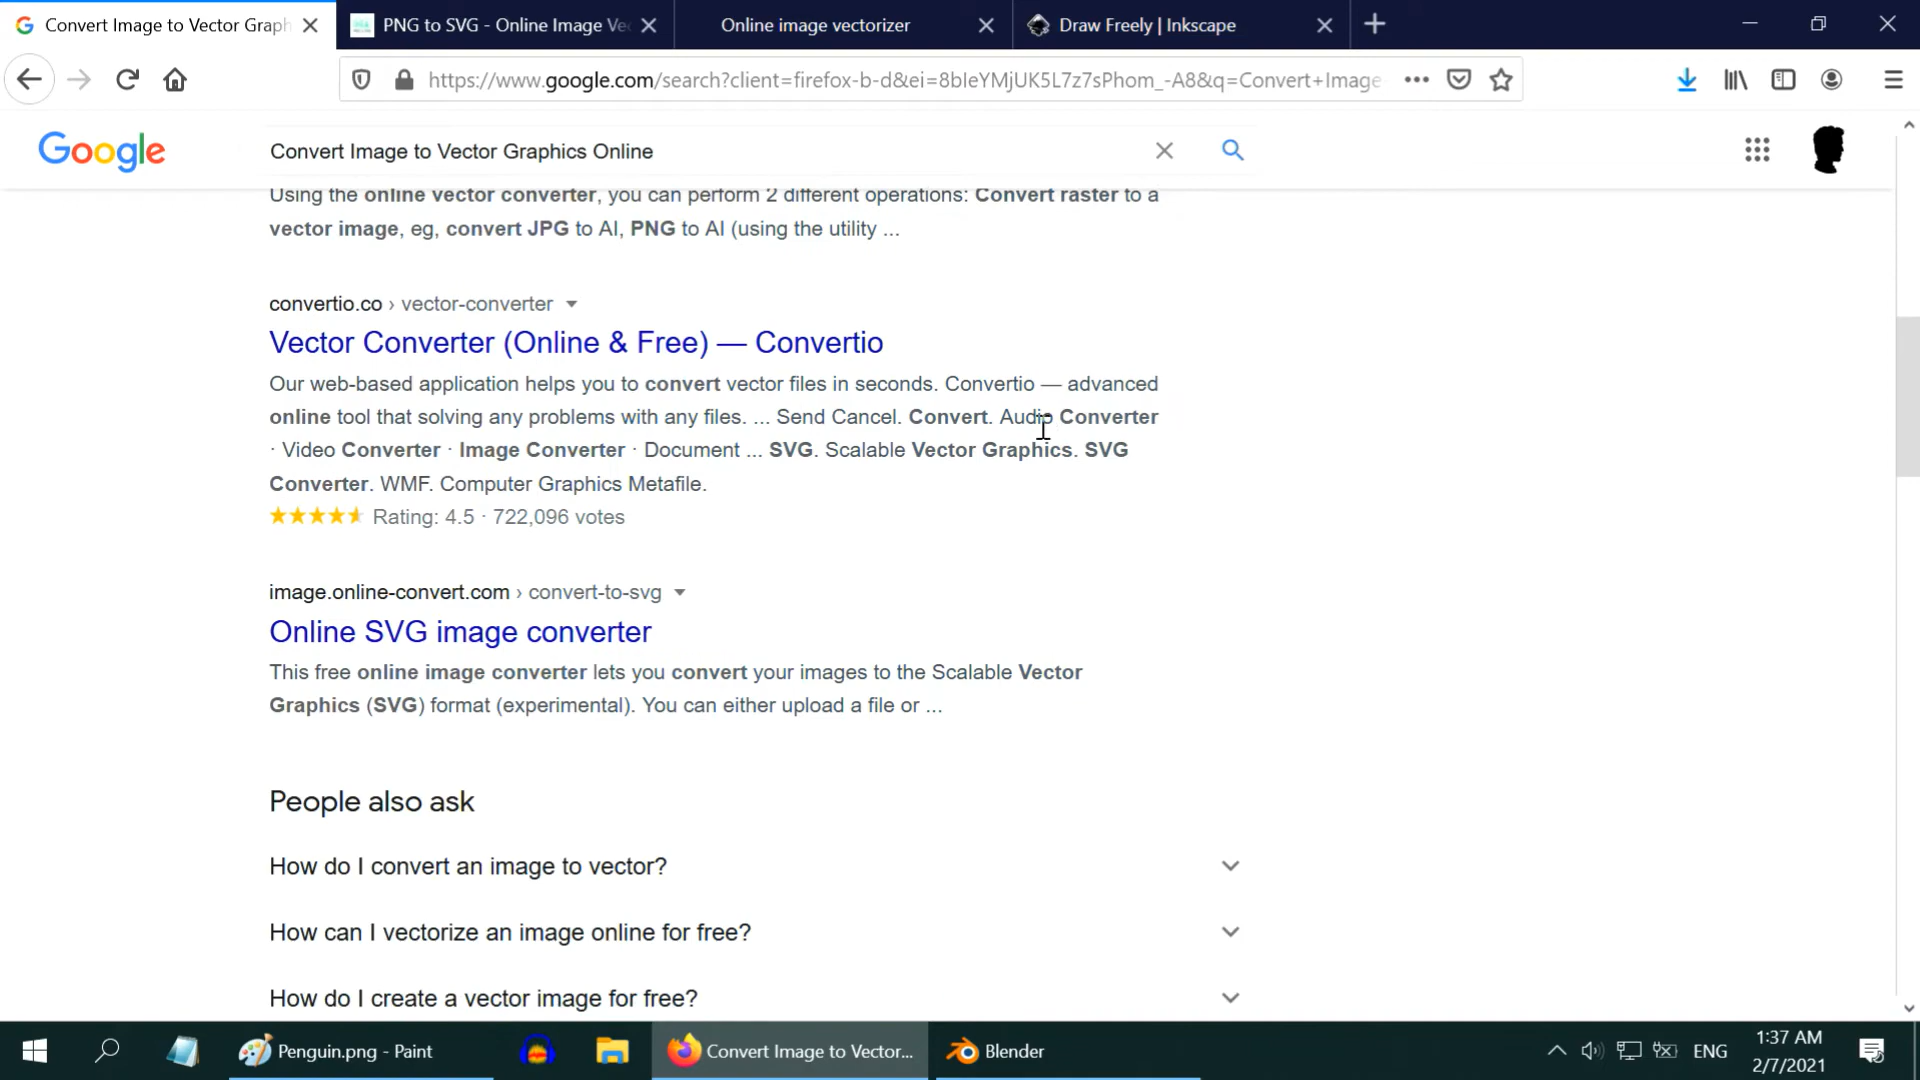 Convert Image to Vector Graph
PNG to SVG - Online Image Vec
Online image vectorizer
Draw Freely | Inkscape
https://www.google.com/search?client=firefox-b-d&ei=8bIeYMjUK5L7z7sPhom_-A8&q=Convert+Image
Google
Convert Image to Vector Graphics Online
Using the online vector converter, you can perform 2 different operations: Convert raster to a
vector image, eg, convert JPG to AI, PNG to AI (using the utility ...
convertio.co › vector-converter
Vector Converter (Online & Free) — Convertio
Our web-based application helps you to convert vector files in seconds. Convertio — advanced
online tool that solving any problems with any files. ... Send Cancel. Convert. Audio Converter
· Video Converter · Image Converter · Document ... SVG. Scalable Vector Graphics. SVG
Converter. WMF. Computer Graphics Metafile.
Rating: 4.5 · 722,096 votes
image.online-convert.com › convert-to-svg
Online SVG image converter
This free online image converter lets you convert your images to the Scalable Vector
Graphics (SVG) format (experimental). You can either upload a file or ...
People also ask
How do I convert an image to vector?
How can I vectorize an image online for free?
How do I create a vector image for free?
Penguin.png - Paint
Convert Image to Vector...
Blender
ENG
1:37 AM
2/7/2021